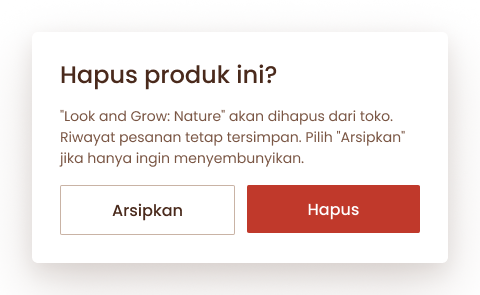 Hapus produk ini?
"Look and Grow: Nature" akan dihapus dari toko.
Riwayat pesanan tetap tersimpan. Pilih "Arsipkan"
jika hanya ingin menyembunyikan.
Arsipkan
Hapus